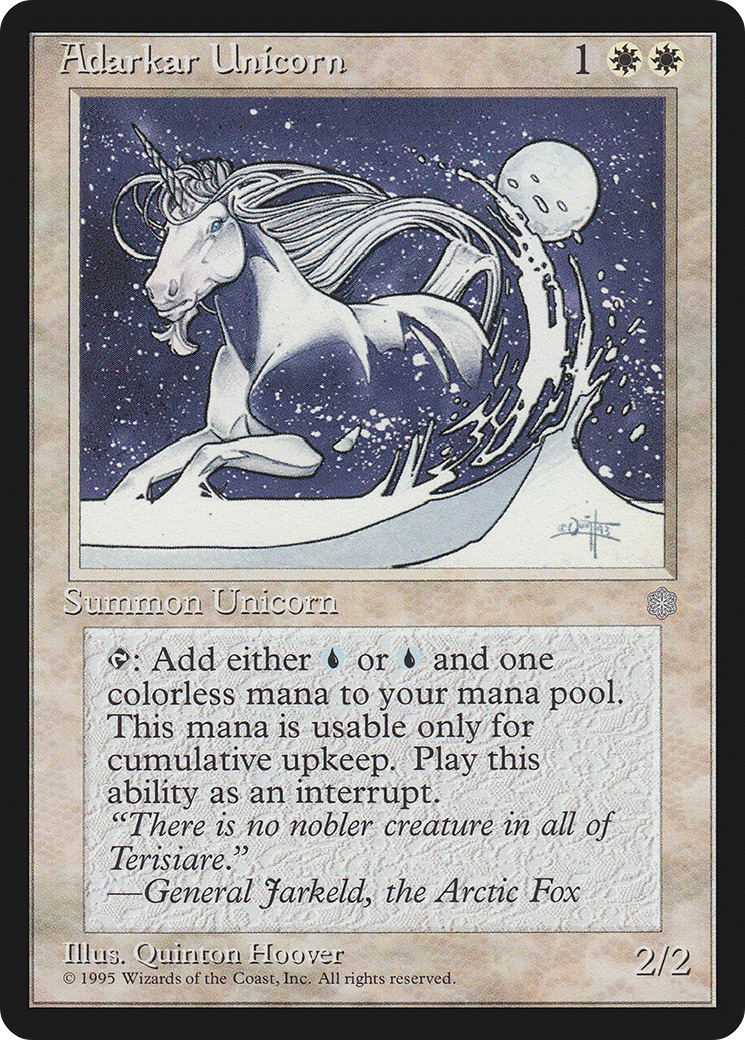 Adarkar Unicorn 1
Summon Unicorn
: Add either or and one
colorless mana to your mana pool.
This mana is usable only for
cumulative upkeep. Play this
ability as an interrupt.
“There is no nobler creature in all of
Terisiare.”
—General Jarkeld, the Arctic Fox
Illus. Quinton Hoover
2/2
© 1995 Wizards of the Coast, Inc. All rights reserved.